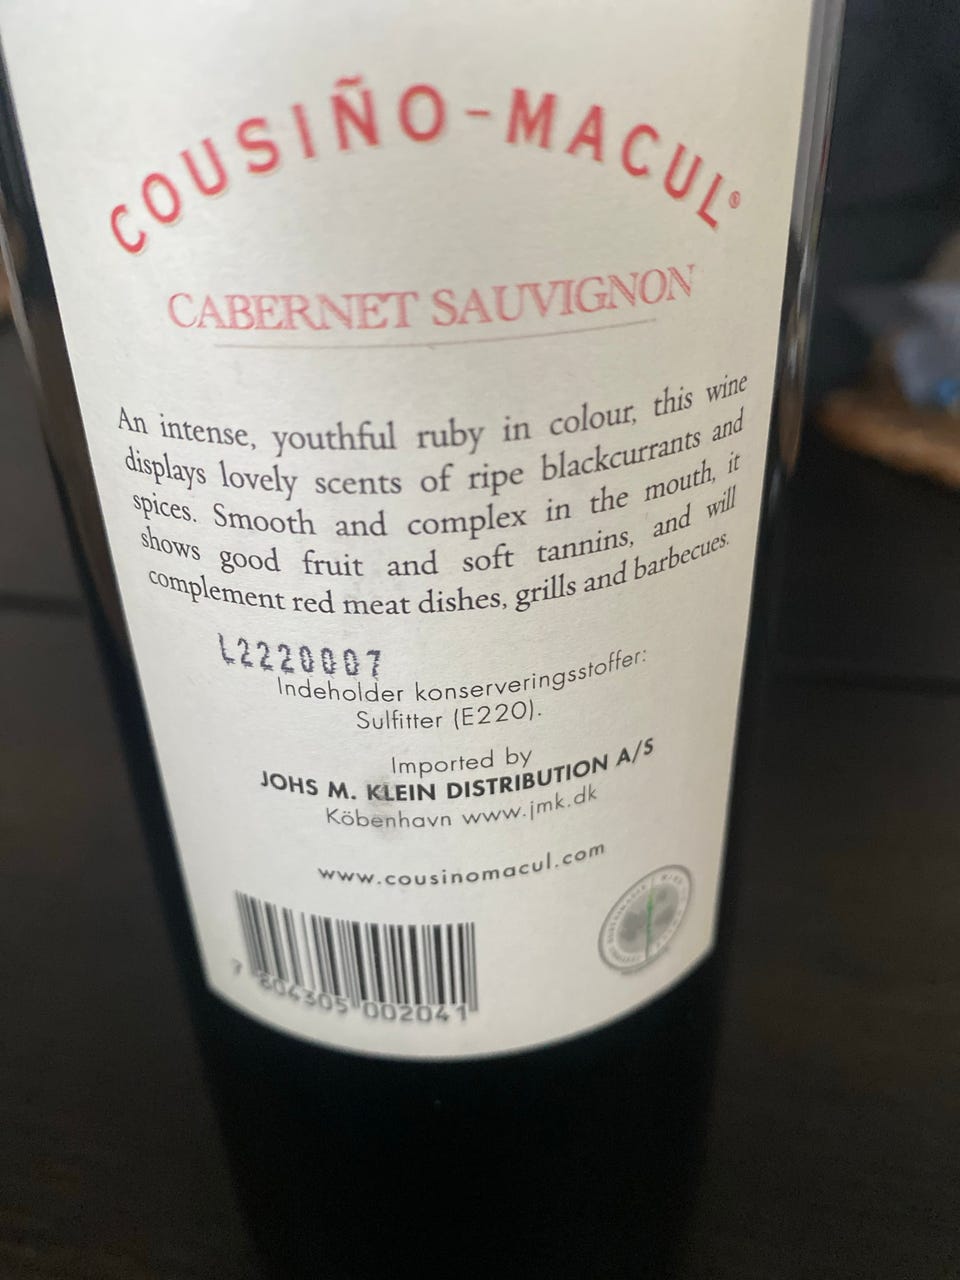 COUSIÑO-MACUL®
CABERNET SAUVIGNON
An intense, youthful ruby in colour, this wine
displays lovely scents of ripe blackcurrants and
spices. Smooth and complex in the mouth, it
shows good fruit and soft tannins, and will
complement red meat dishes, grills and barbecues.
L2220007
Indeholder konserveringsstoffer:
Sulfitter (E220).
Imported by
JOHS M. KLEIN DISTRIBUTION A/S
Köbenhavn www.jmk.dk
www.cousinomacul.com
7 804305 002041